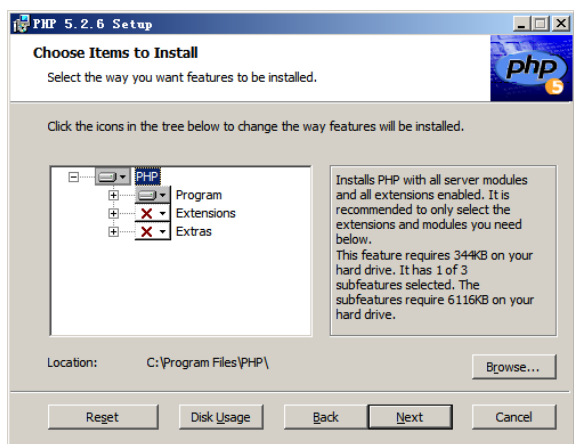 PHP 5.2.6 Setup
Choose Items to Install
Select the way you want features to be installed.
php
5
Click the icons in the tree below to change the way features will be installed.
PHP
Program
Extensions
Extras
Installs PHP with all server modules
and all extensions enabled. It is
recommended to only select the
extensions and modules you need
below.
This feature requires 344KB on your
hard drive. It has 1 of 3
subfeatures selected. The
subfeatures require 6116KB on your
hard drive.
Location: C:\Program Files\PHP\
Browse...
Reset Disk Usage Back Next Cancel